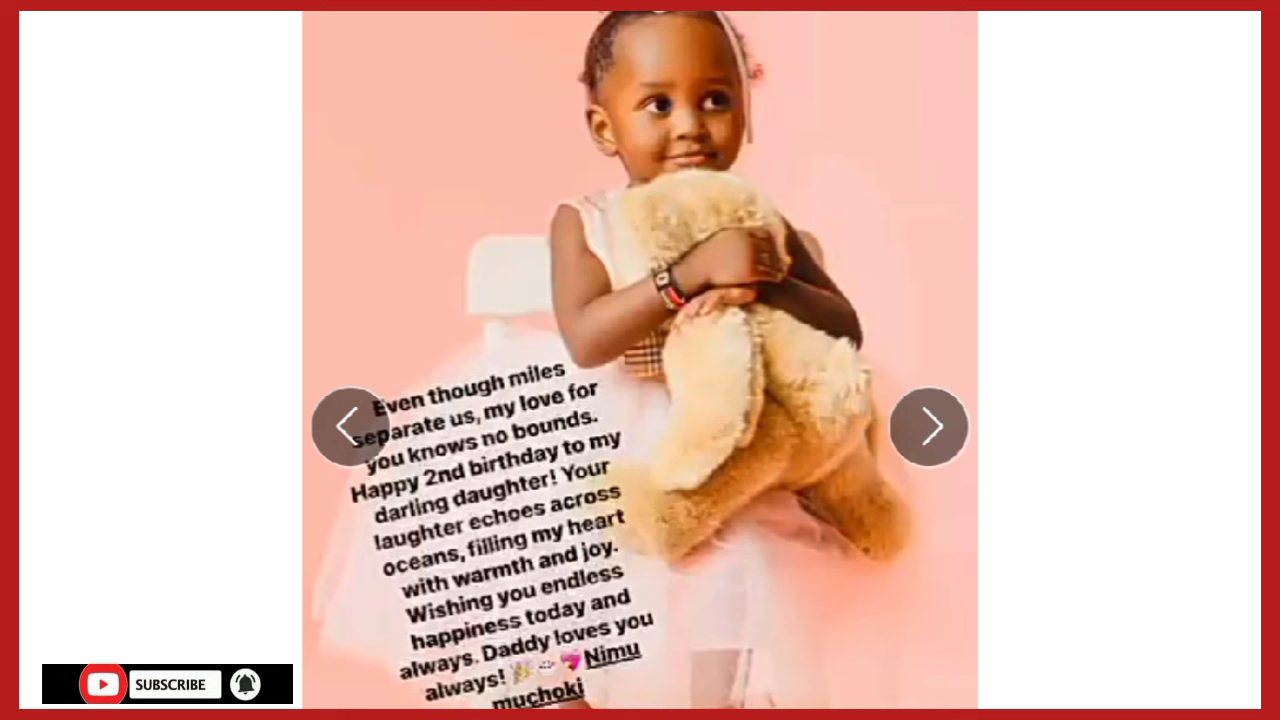 Even though miles
separate us, my love for
you knows no bounds.
Happy 2nd birthday to my
darling daughter! Your
laughter echoes across
oceans, filling my heart
with warmth and joy.
Wishing you endless
happiness today and
always. Daddy loves you
always! 🎉🎂💝Nimu
muchoki
SUBSCRIBE